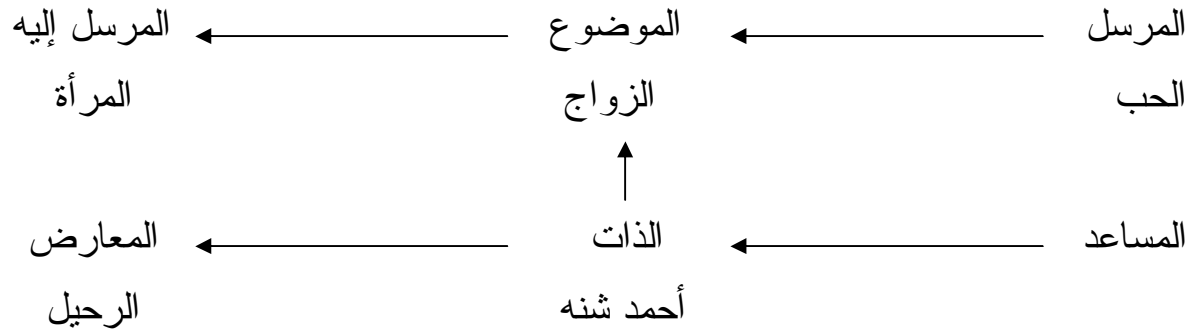 المرسل الموضوع المرسل إليه
الحب الزواج المرأة
المساعد الذات المعارض
أحمد شنه الرحيل